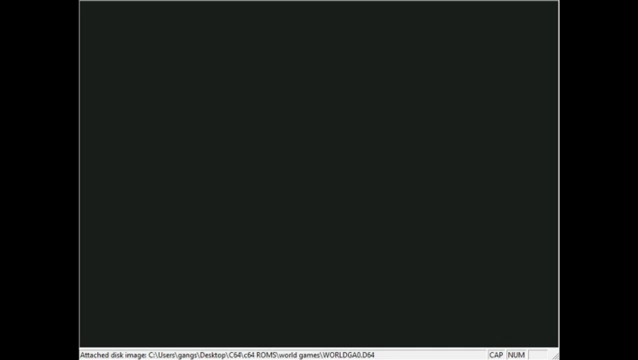 Attached disk image: C:\Users\gangs\Desktop\C64\c64 ROMS\world games\WORLDGA0.D64 CAP NUM